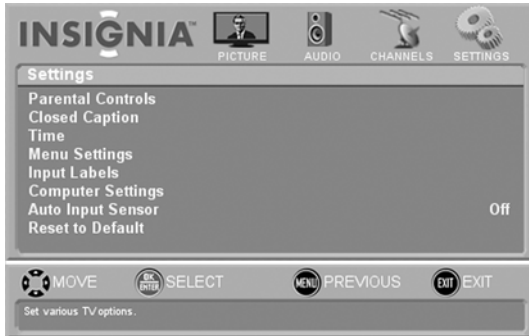 INSIGNIA™
PICTURE AUDIO CHANNELS SETTINGS
Settings
Parental Controls
Closed Caption
Time
Menu Settings
Input Labels
Computer Settings
Auto Input Sensor Off
Reset to Default
MOVE OK ENTER SELECT MENU PREVIOUS EXIT EXIT
Set various TV options.